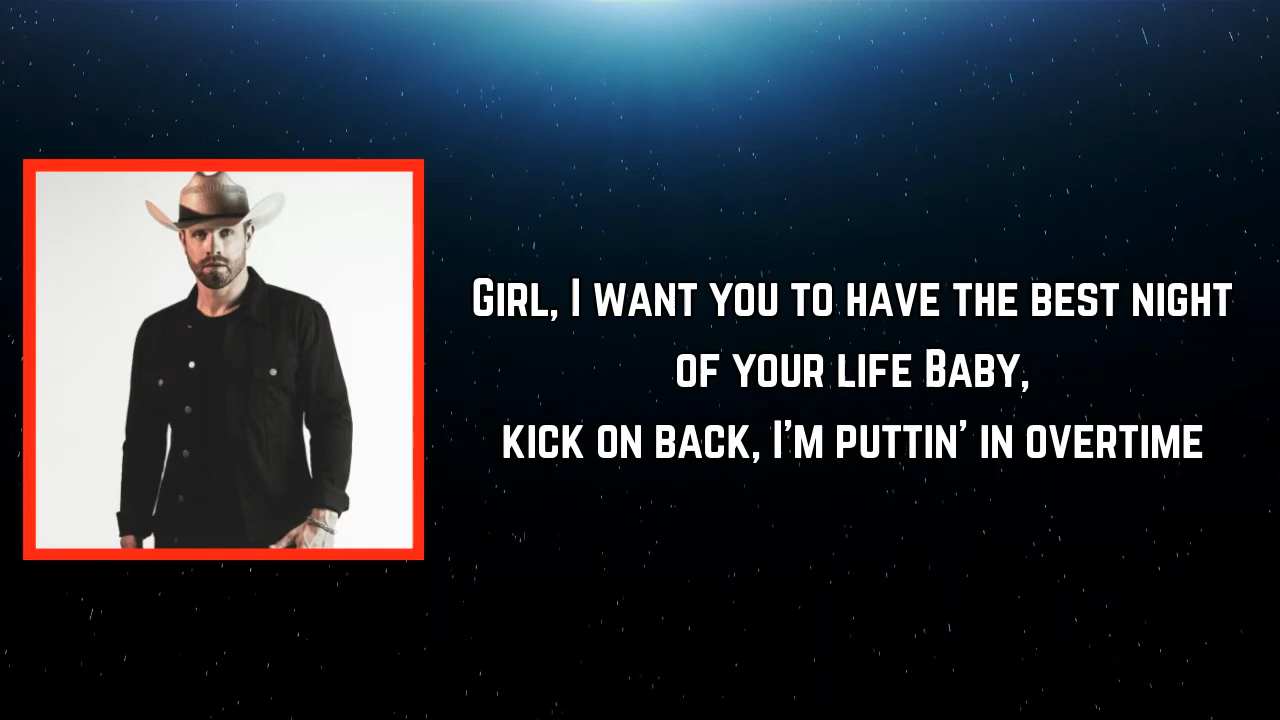 Girl, I want you to have the best night
of your life Baby,
kick on back, I'm puttin' in overtime